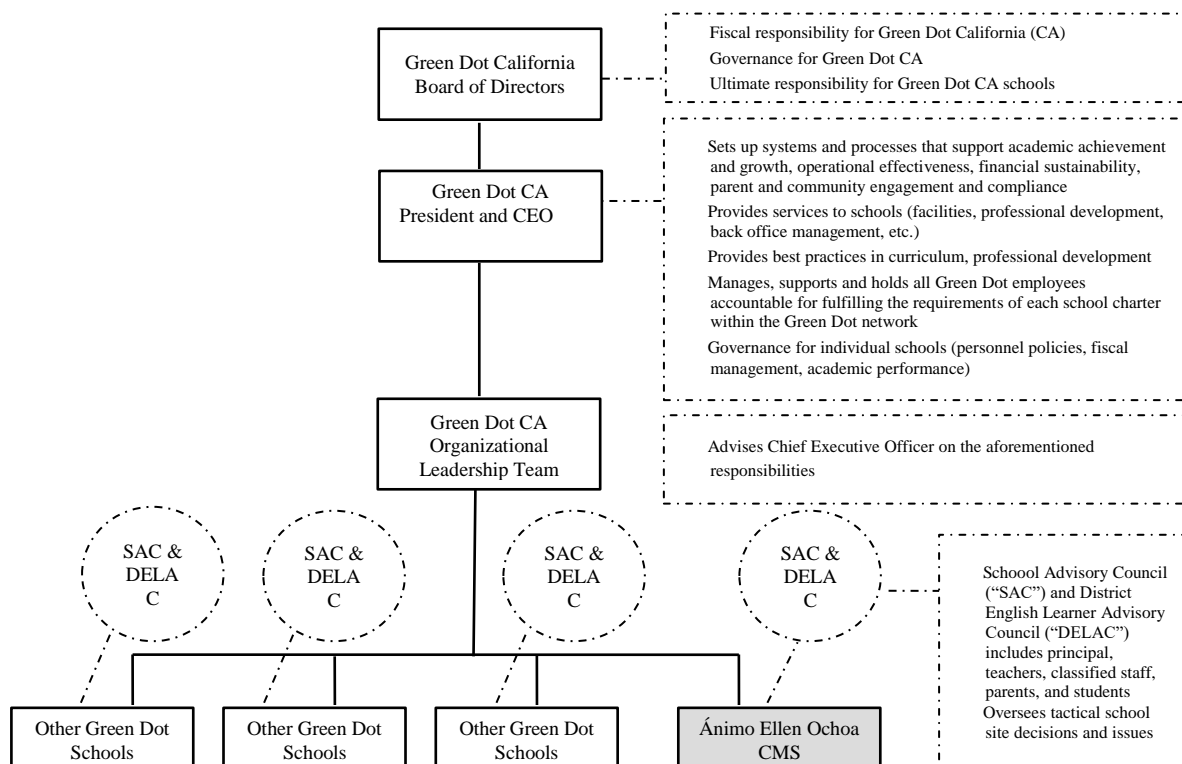 Green Dot California
Board of Directors
Fiscal responsibility for Green Dot California (CA)
Governance for Green Dot CA
Ultimate responsibility for Green Dot CA schools
Green Dot CA
President and CEO
Sets up systems and processes that support academic achievement
and growth, operational effectiveness, financial sustainability,
parent and community engagement and compliance
Provides services to schools (facilities, professional development,
back office management, etc.)
Provides best practices in curriculum, professional development
Manages, supports and holds all Green Dot employees
accountable for fulfilling the requirements of each school charter
within the Green Dot network
Governance for individual schools (personnel policies, fiscal
management, academic performance)
Green Dot CA
Organizational
Leadership Team
Advises Chief Executive Officer on the aforementioned
responsibilities
SAC &
DELA
C
SAC &
DELA
C
SAC &
DELA
C
SAC &
DELA
C
Schoool Advisory Council
(“SAC”) and District
English Learner Advisory
Council (“DELAC”)
includes principal,
teachers, classified staff,
parents, and students
Oversees tactical school
site decisions and issues
Other Green Dot
Schools
Other Green Dot
Schools
Other Green Dot
Schools
Ánimo Ellen Ochoa
CMS